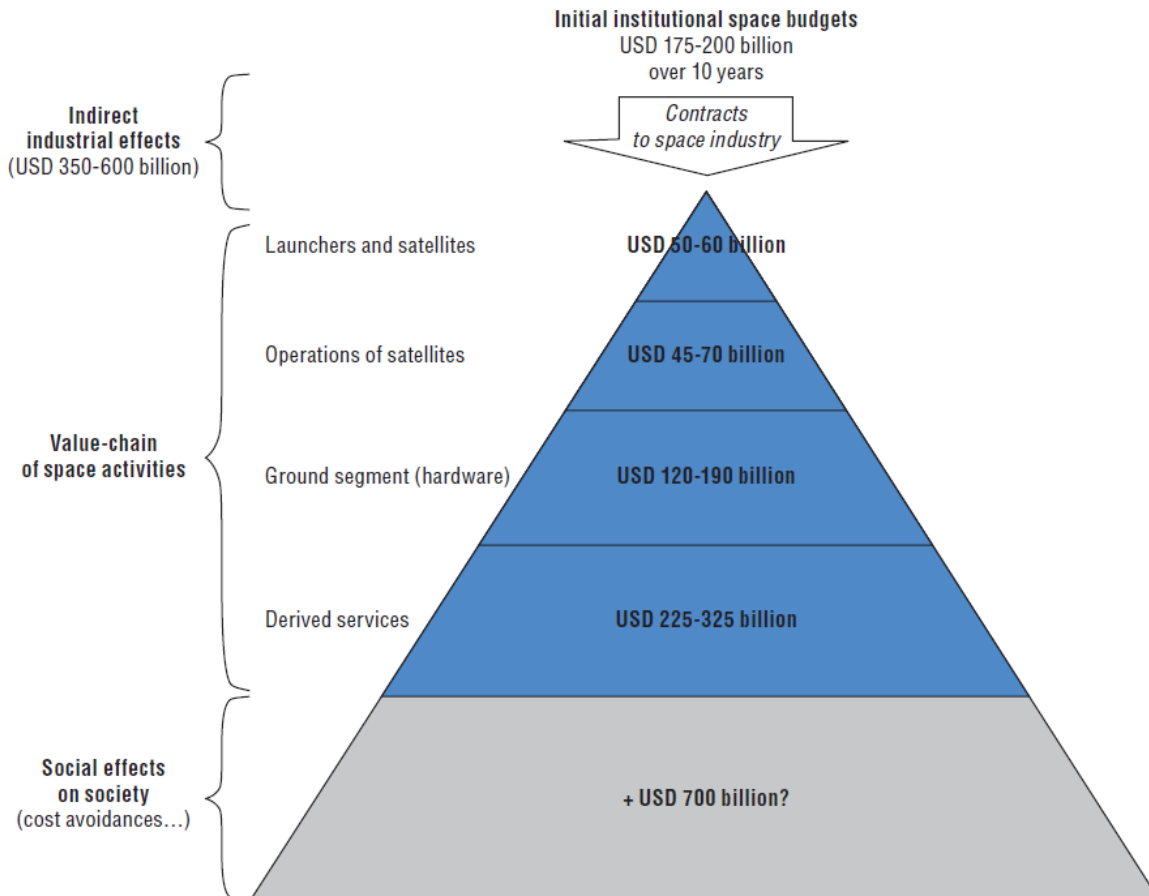 Initial institutional space budgets
USD 175-200 billion
over 10 years
Contracts
to space industry
Indirect
industrial effects
(USD 350-600 billion)
Launchers and satellites
USD 50-60 billion
Operations of satellites
USD 45-70 billion
Value-chain
of space activities
Ground segment (hardware)
USD 120-190 billion
Derived services
USD 225-325 billion
Social effects
on society
(cost avoidances…)
+ USD 700 billion?